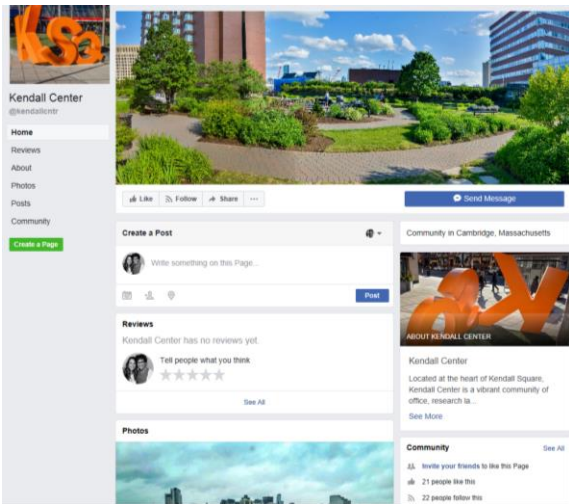 Kendall Center
@kendallcntr
Home
Reviews
About
Photos
Posts
Community
Create a Page
Like
Follow
Share
Send Message
Create a Post
Write something on this Page...
Post
Reviews
Kendall Center has no reviews yet
Tell people what you think
See All
Photos
Community in Cambridge, Massachusetts
ABOUT KENDALL CENTER
Kendall Center
Located at the heart of Kendall Square,
Kendall Center is a vibrant community of
office, research la...
See More
Community
See All
Invite your friends to like this Page
21 people like this
22 people follow this